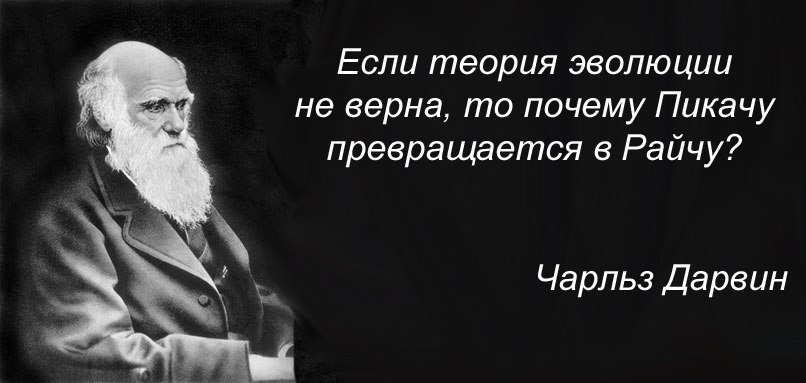 Если теория эволюции
не верна, то почему Пикачу
превращается в Райчу?
Чарльз Дарвин